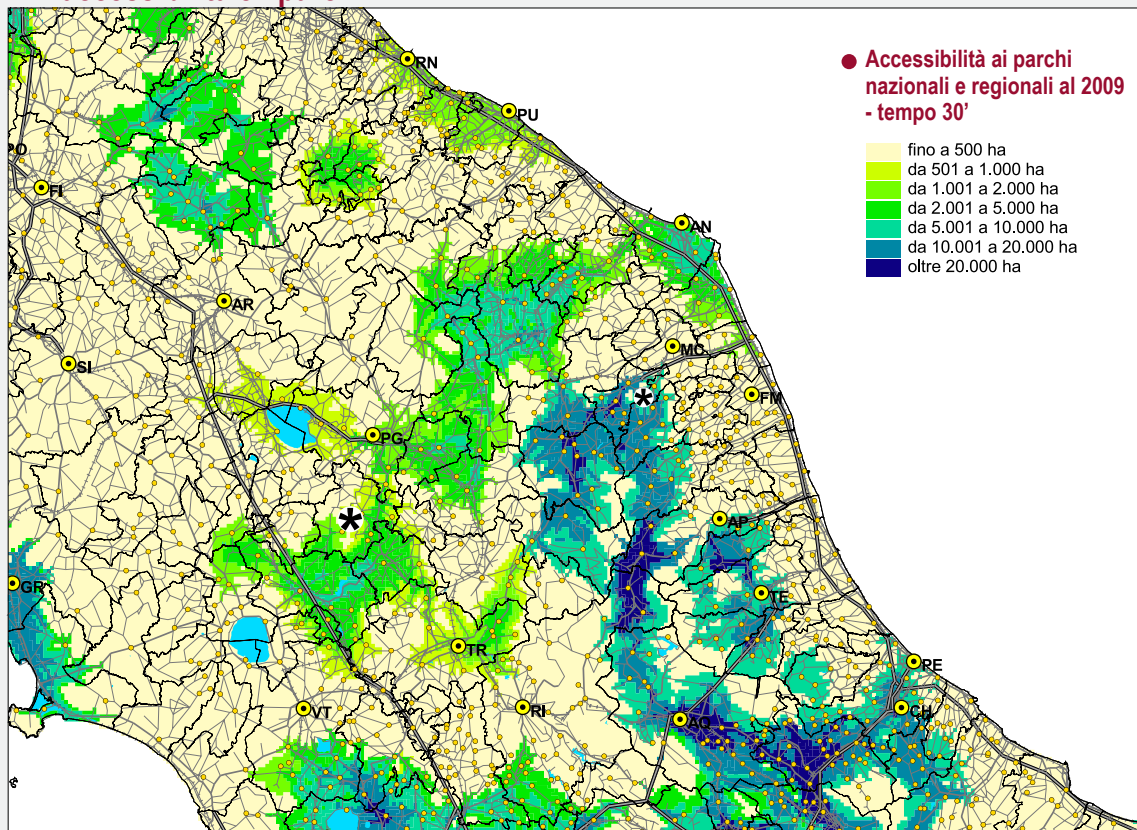 ● Accessibilità ai parchi
nazionali e regionali al 2009
- tempo 30'
fino a 500 ha
da 501 a 1.000 ha
da 1.001 a 2.000 ha
da 2.001 a 5.000 ha
da 5.001 a 10.000 ha
da 10.001 a 20.000 ha
oltre 20.000 ha
RN
PU
PO
FI
AN
AR
MC
SI
FM
*
PG
*
AP
GR
TE
TR
PE
VT
RI
CH
AQ